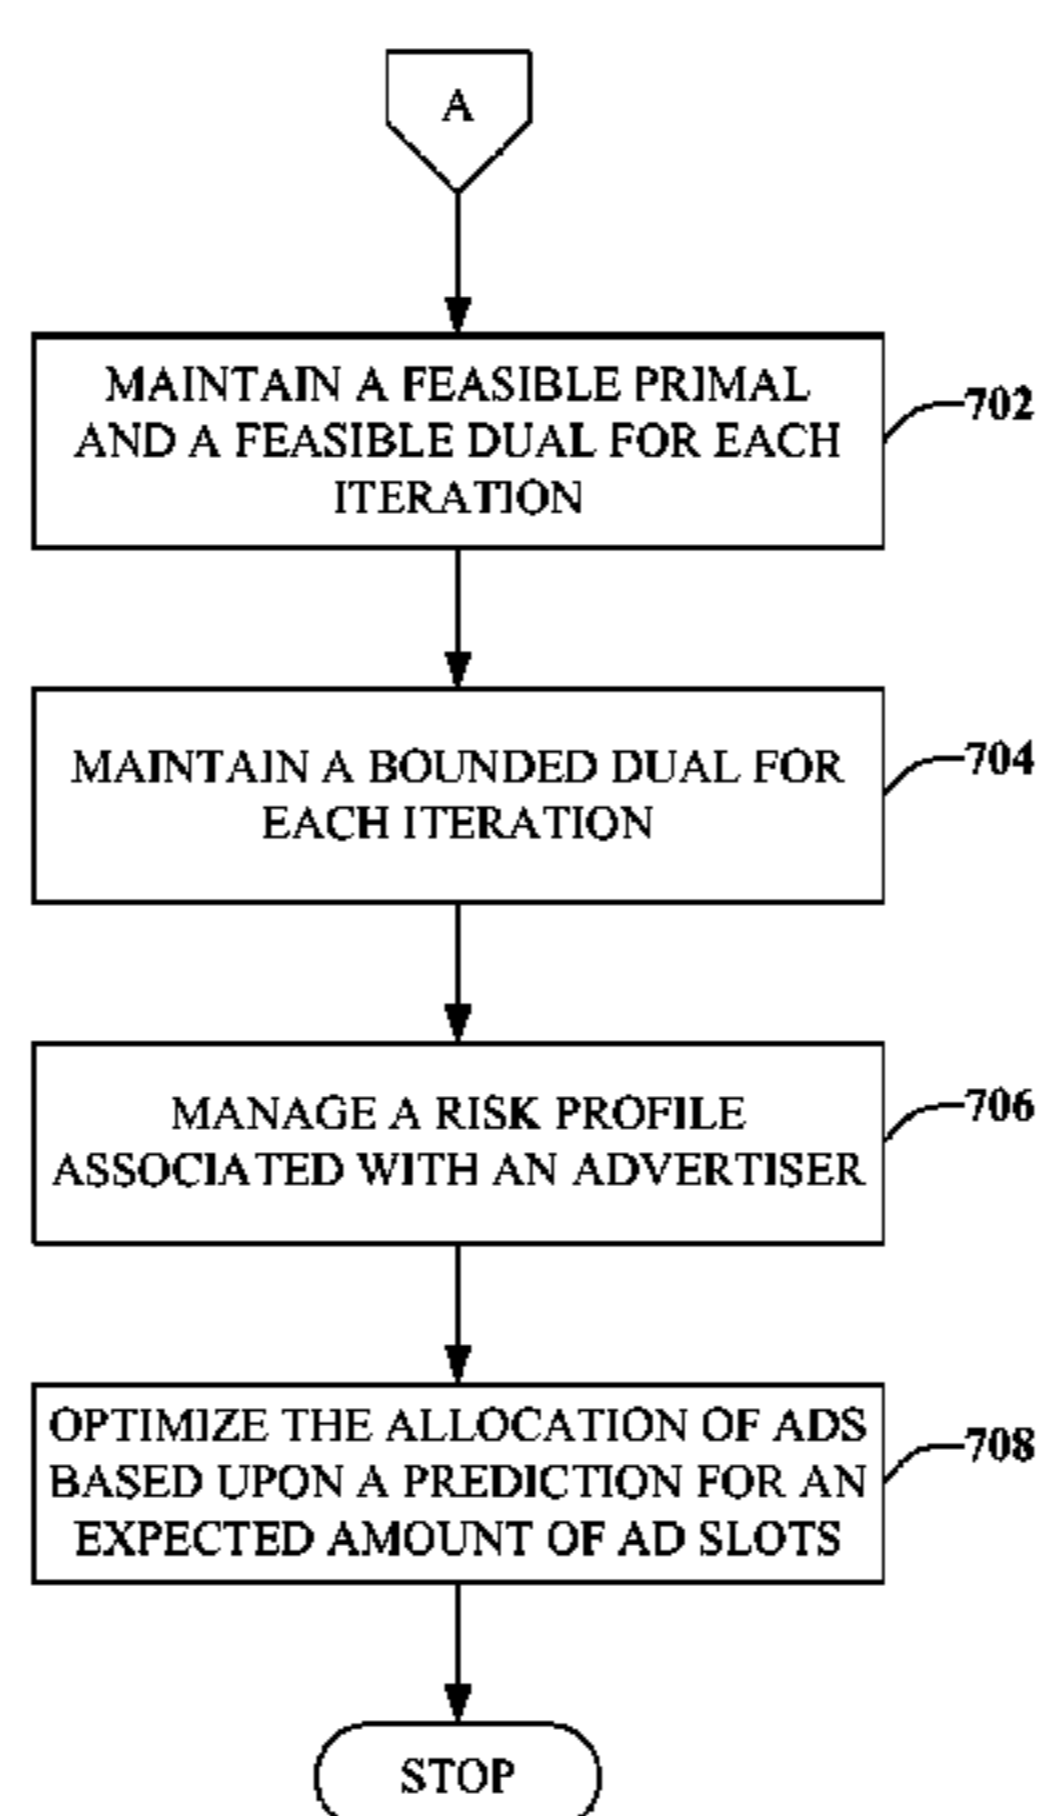 A
MAINTAIN A FEASIBLE PRIMAL
AND A FEASIBLE DUAL FOR EACH
ITERATION
702
MAINTAIN A BOUNDED DUAL FOR
EACH ITERATION
704
MANAGE A RISK PROFILE
ASSOCIATED WITH AN ADVERTISER
706
OPTIMIZE THE ALLOCATION OF ADS
BASED UPON A PREDICTION FOR AN
EXPECTED AMOUNT OF AD SLOTS
708
STOP